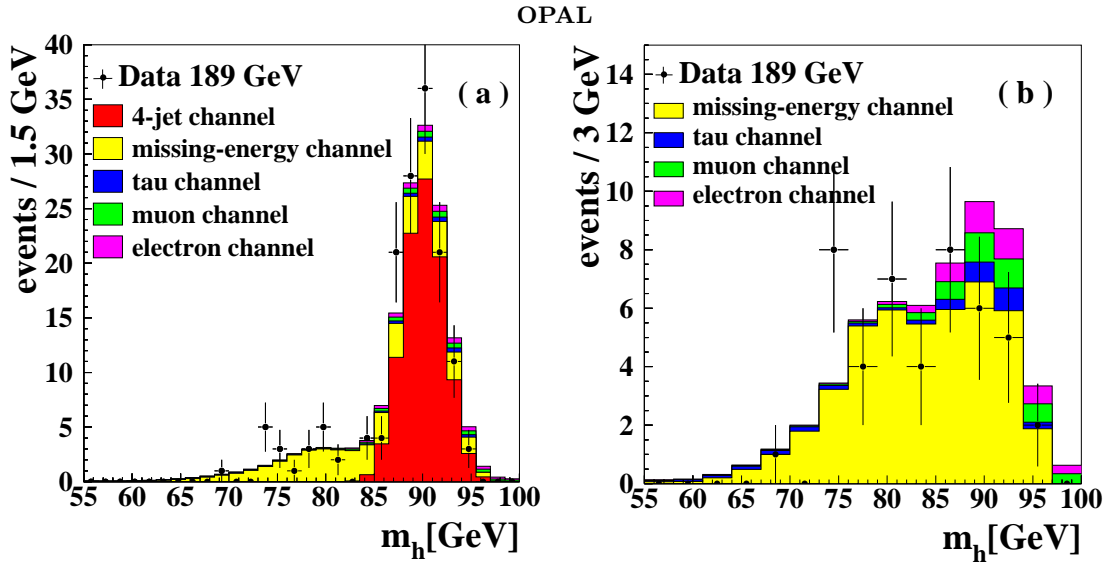 OPAL
events / 1.5 GeV
40
35
30
25
20
15
10
5
0
Data 189 GeV
( a )
4-jet channel
missing-energy channel
tau channel
muon channel
electron channel
55 60 65 70 75 80 85 90 95 100
m_h[GeV]
events / 3 GeV
14
12
10
8
6
4
2
0
Data 189 GeV
( b )
missing-energy channel
tau channel
muon channel
electron channel
55 60 65 70 75 80 85 90 95 100
m_h[GeV]